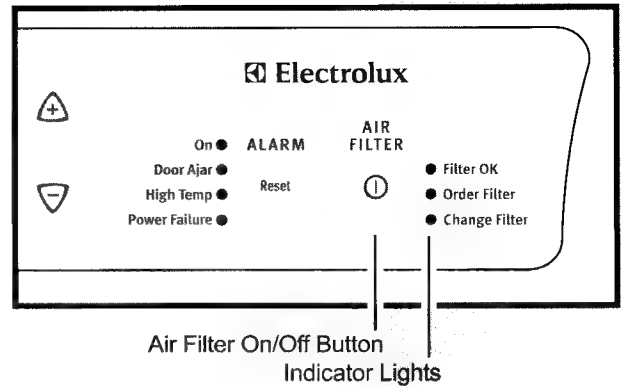 Electrolux
AIR
FILTER
On
ALARM
Door Ajar
Filter OK
High Temp
Reset
Order Filter
Power Failure
Change Filter
Air Filter On/Off Button
Indicator Lights